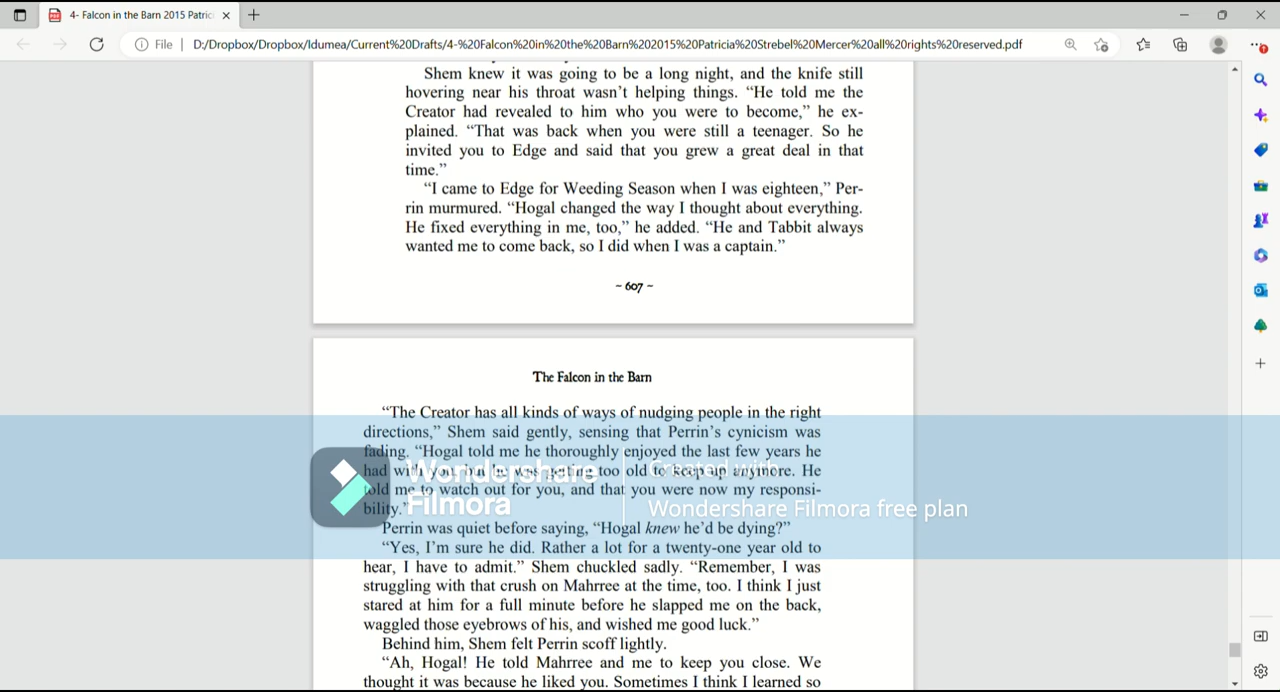 4- Falcon in the Barn 2015 Patric
File
D:/Dropbox/Dropbox/Idumea/Current%20Drafts/4-%20Falcon%20in%20the%20Barn%202015%20Patricia%20Strebel%20Mercer%20all%20rights%20reserved.pdf
Shem knew it was going to be a long night, and the knife still
hovering near his throat wasn’t helping things. “He told me the
Creator had revealed to him who you were to become,” he ex-
plained. “That was back when you were still a teenager. So he
invited you to Edge and said that you grew a great deal in that
time.”
“I came to Edge for Weeding Season when I was eighteen,” Per-
rin murmured. “Hogal changed the way I thought about everything.
He fixed everything in me, too,” he added. “He and Tabbit always
wanted me to come back, so I did when I was a captain.”
~ 607 ~
The Falcon in the Barn
“The Creator has all kinds of ways of nudging people in the right
directions,” Shem said gently, sensing that Perrin’s cynicism was
fading. “Hogal told me he thoroughly enjoyed the last few years he
had with you, but he was getting too old to keep up anymore. He
told me to watch out for you, and that you were now my responsi-
bility.”
Wondershare
Filmora
Created with
Wondershare Filmora free plan
Perrin was quiet before saying, “Hogal knew he’d be dying?”
“Yes, I’m sure he did. Rather a lot for a twenty-one year old to
hear, I have to admit.” Shem chuckled sadly. “Remember, I was
struggling with that crush on Mahrree at the time, too. I think I just
stared at him for a full minute before he slapped me on the back,
waggled those eyebrows of his, and wished me good luck.”
Behind him, Shem felt Perrin scoff lightly.
“Ah, Hogal! He told Mahrree and me to keep you close. We
thought it was because he liked you. Sometimes I think I learned so